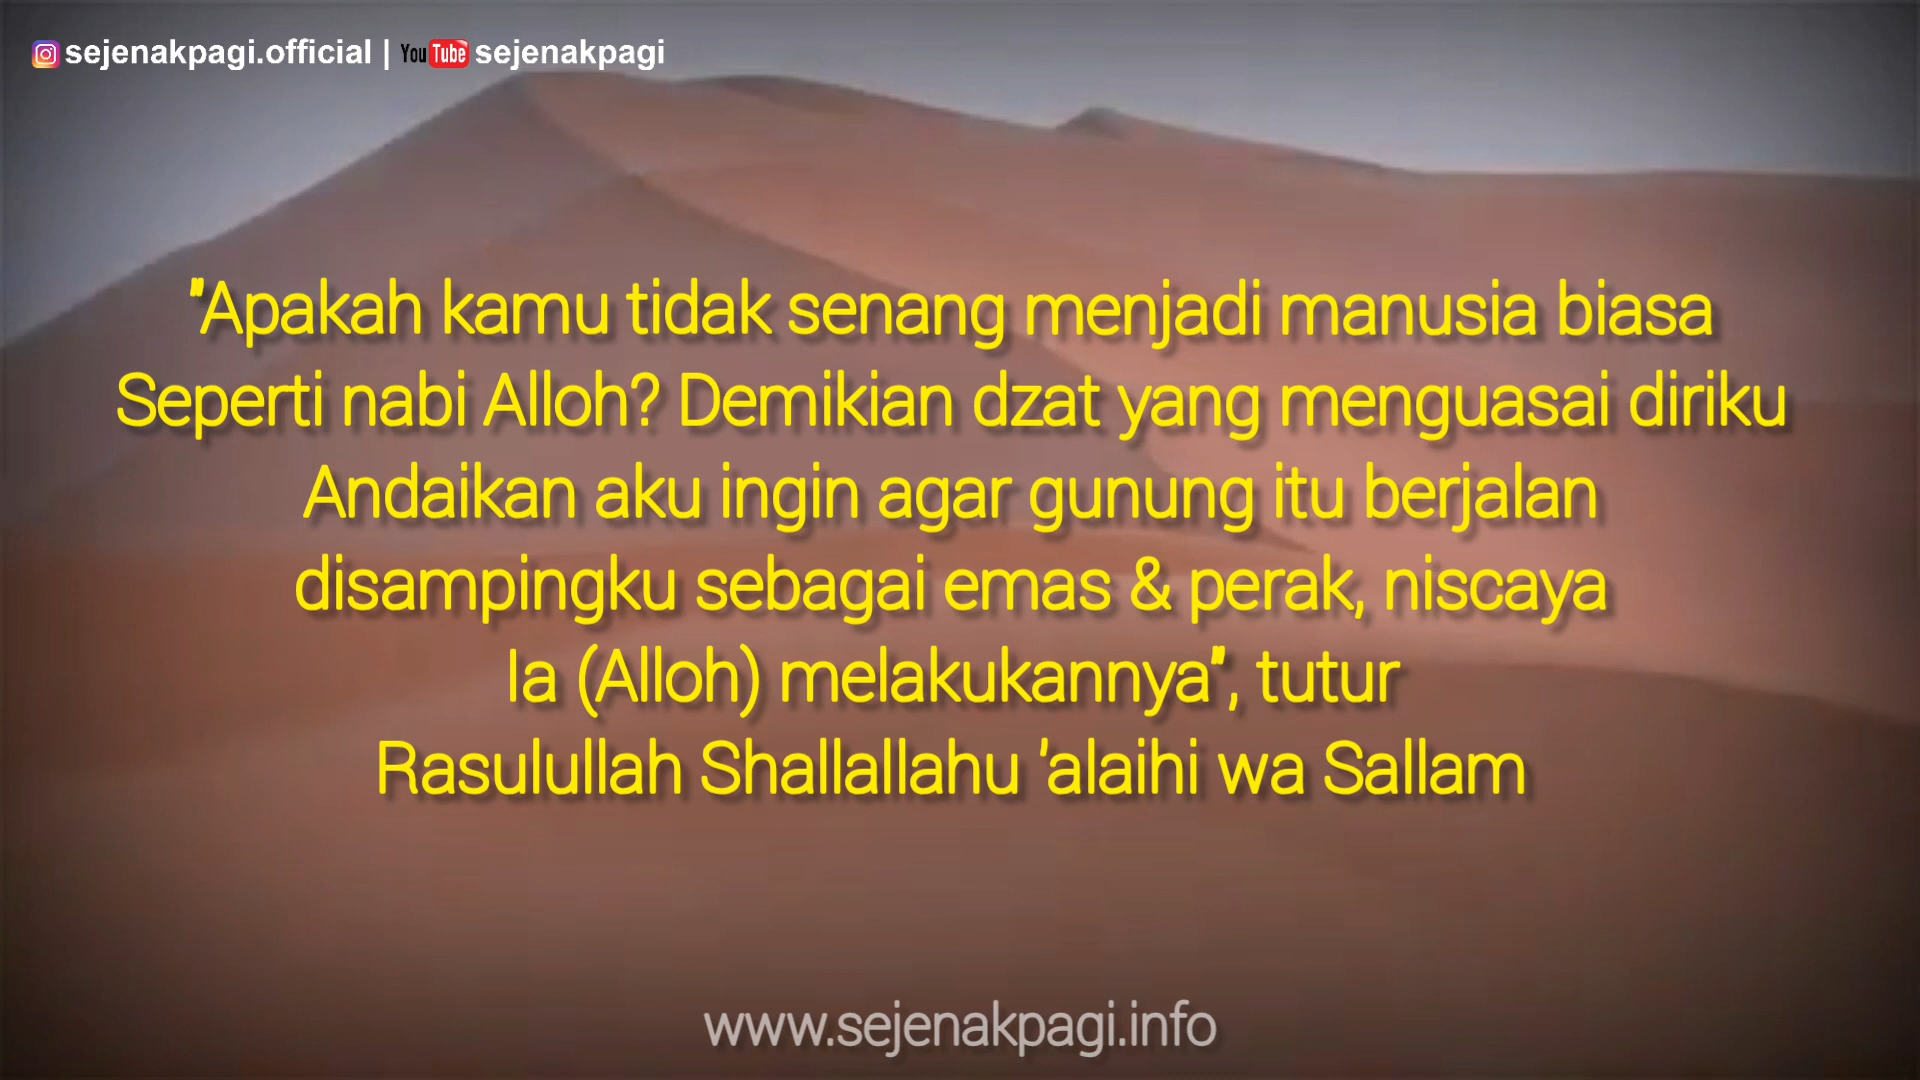 sejenakpagi.official | YouTube sejenakpagi
"Apakah kamu tidak senang menjadi manusia biasa
Seperti nabi Alloh? Demikian dzat yang menguasai diriku
Andaikan aku ingin agar gunung itu berjalan
disampingku sebagai emas & perak, niscaya
Ia (Alloh) melakukannya", tutur
Rasulullah Shallallahu 'alaihi wa Sallam
www.sejenakpagi.info